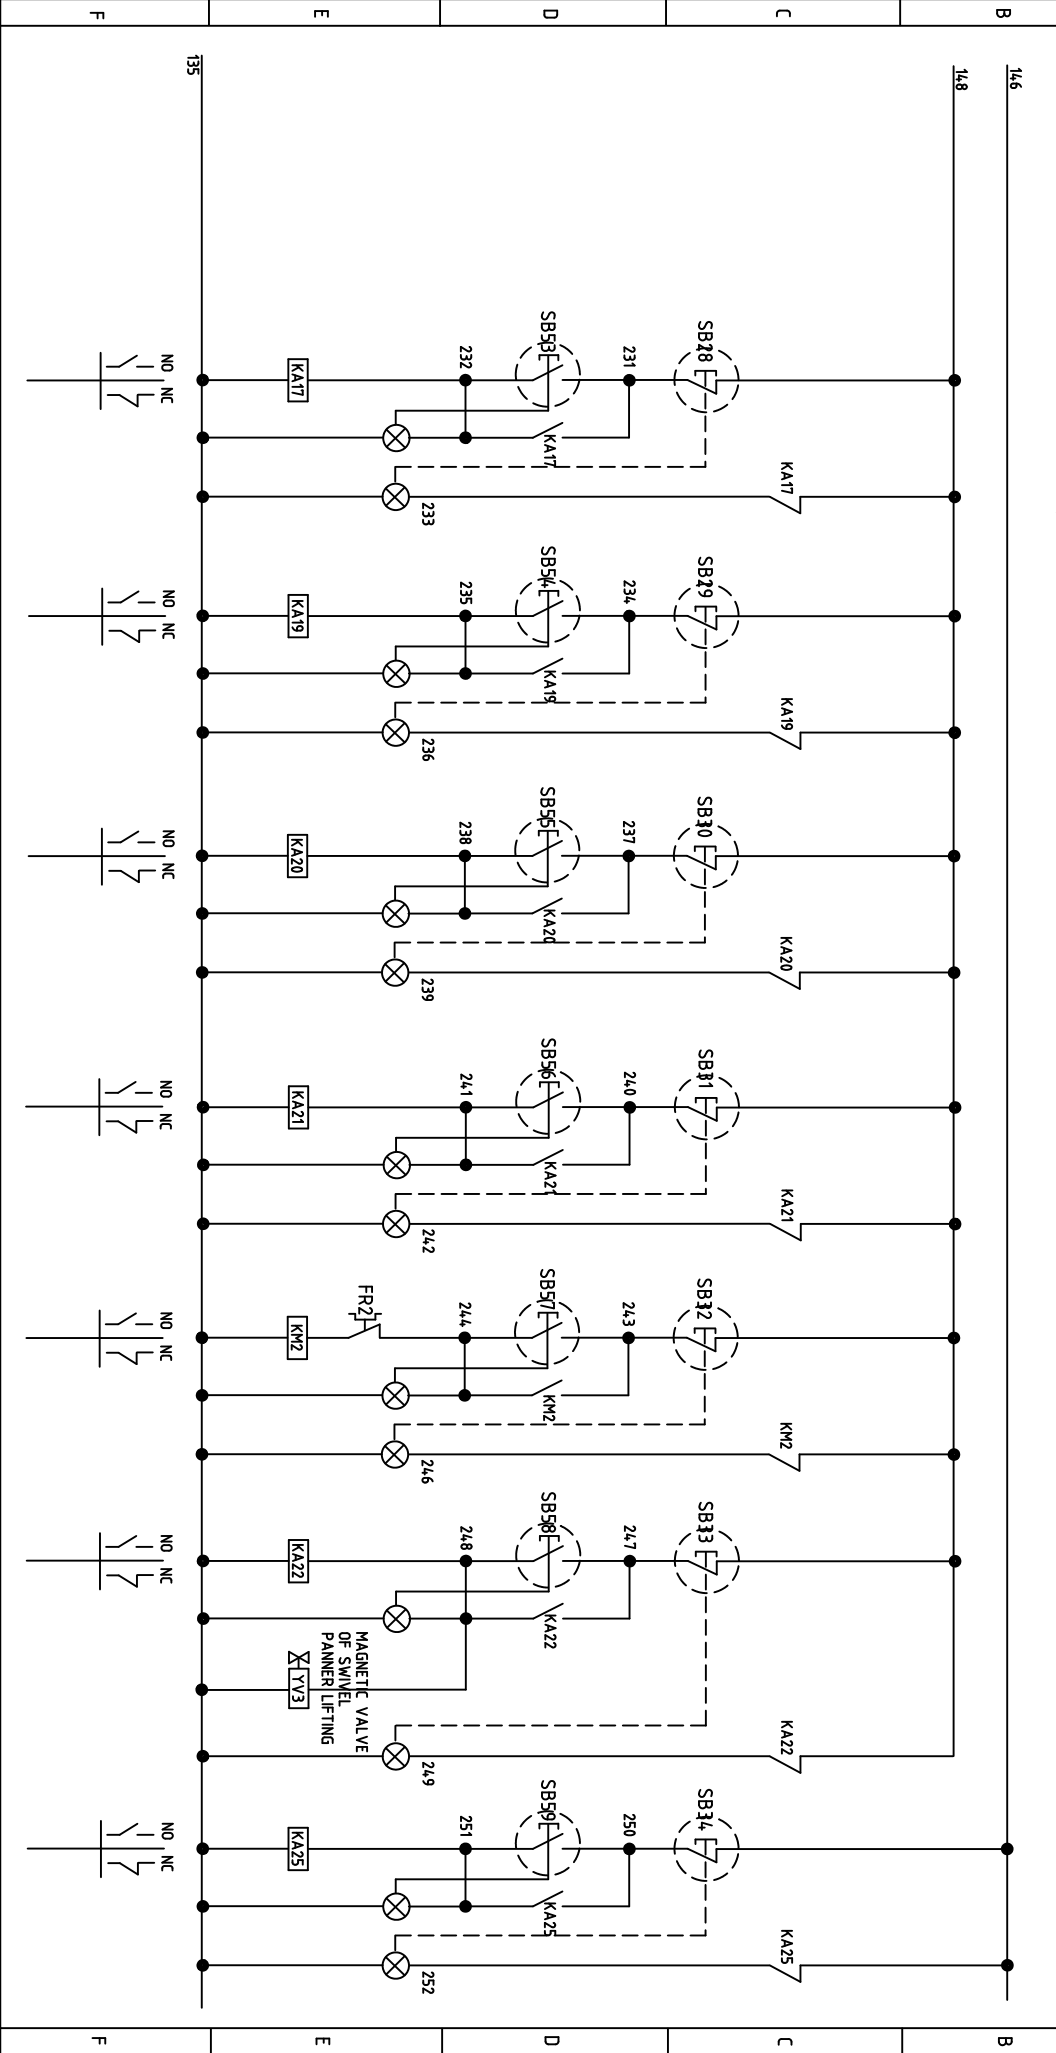 B
C
D
E
F
146
148
135
SB28
231
SB53
232
KA17
KA17
KA17
233
NO
NC
SB29
234
SB54
235
KA19
KA19
KA19
236
NO
NC
SB30
237
SB55
238
KA20
KA20
KA20
239
NO
NC
SB31
240
SB56
241
KA21
KA21
KA21
242
NO
NC
SB32
243
SB57
244
FR2
KM2
KM2
KM2
246
NO
NC
SB33
247
SB58
248
KA22
KA22
KA22
249
NO
NC
MAGNETIC VALVE
OF SWIVEL
PANNER LIFTING
YV3
SB34
250
SB59
251
KA25
KA25
KA25
252
NO
NC
B
C
D
E
F